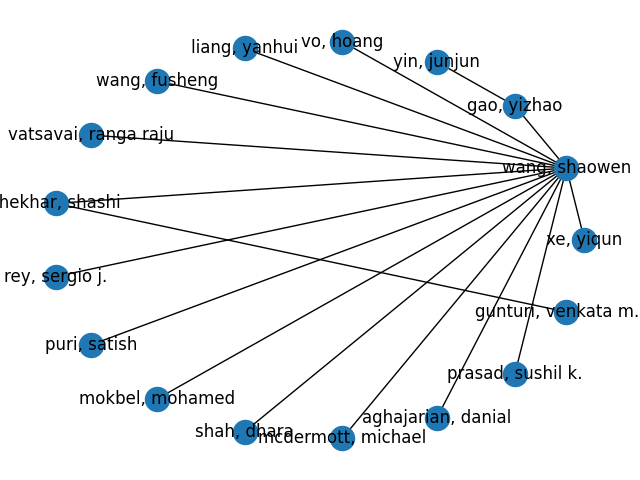 vo, hoang
liang, yanhui
yin, junjun
wang, fusheng
gao, yizhao
vatsavai, ranga raju
wang, shaowen
hekhar, shashi
xe, yiqun
rey, sergio j.
gunturi, venkata m.
puri, satish
prasad, sushil k.
mokbel, mohamed
aghajarian, danial
shah, dhara
mcdermott, michael